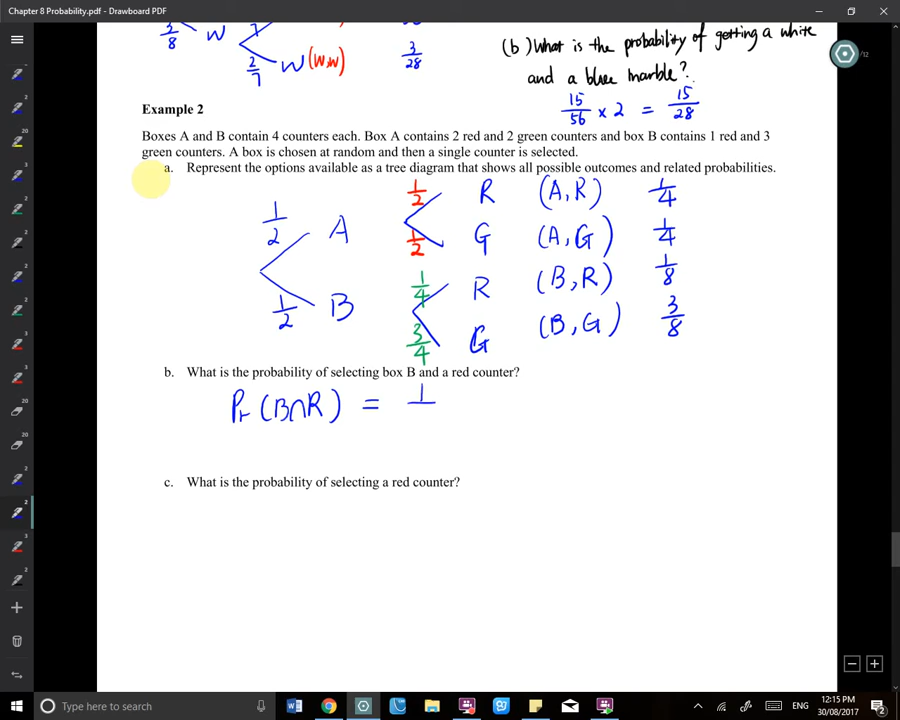 Chapter 8 Probability.pdf - Drawboard PDF
3/8 W
2/7 W (W,W) 3/28
(b) What is the probability of getting a white
and a blue marble?
15/56 × 2 = 15/28
/12
Example 2
Boxes A and B contain 4 counters each. Box A contains 2 red and 2 green counters and box B contains 1 red and 3
green counters. A box is chosen at random and then a single counter is selected.
a. Represent the options available as a tree diagram that shows all possible outcomes and related probabilities.
1/2 A
1/2 R (A,R) 1/4
1/2 G (A,G) 1/4
1/2 B
1/4 R (B,R) 1/8
3/4 G (B,G) 3/8
b. What is the probability of selecting box B and a red counter?
Pr (B∩R) = 1
c. What is the probability of selecting a red counter?
Type here to search
ENG
12:15 PM
30/08/2017
2